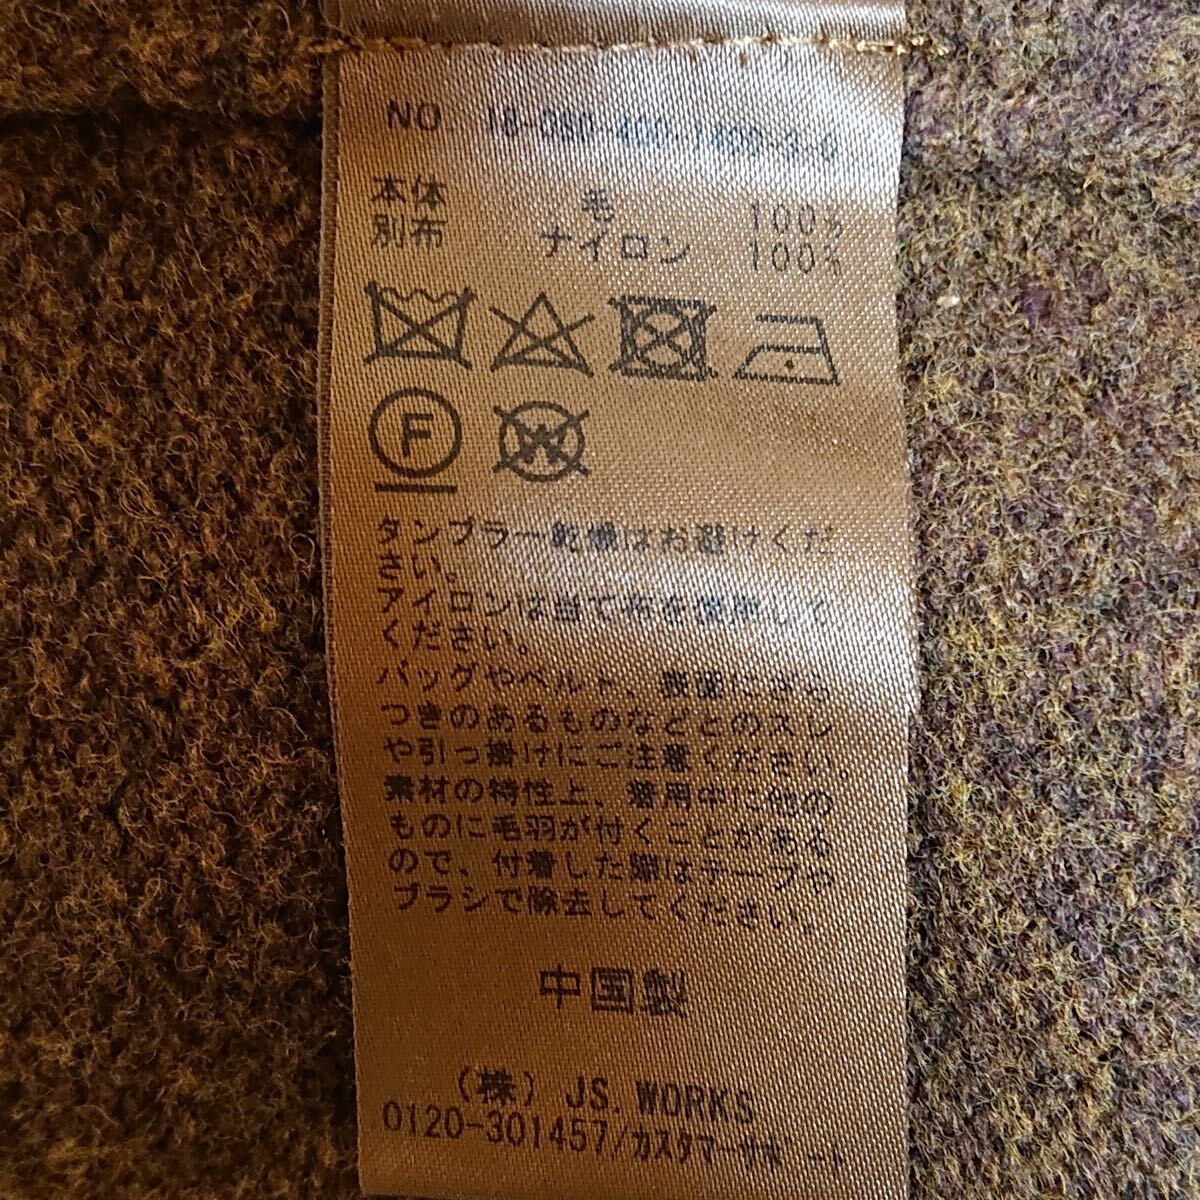 NO. 18-080-400-1400-3-0
本体 毛 100%
別布 ナイロン 100%
F
W
タンブラー乾燥はお避けくだ
さい。
アイロンは当て布を使用して
ください。
バッグやベルト、表面にざら
つきのあるものなどとのスレ
や引っ掛けにご注意ください。
素材の特性上、着用中に他の
ものに毛羽が付くことがある
ので、付着した際はテープや
ブラシで除去してください。
中国製
(株) JS.WORKS
0120-301457/カスタマーサポート